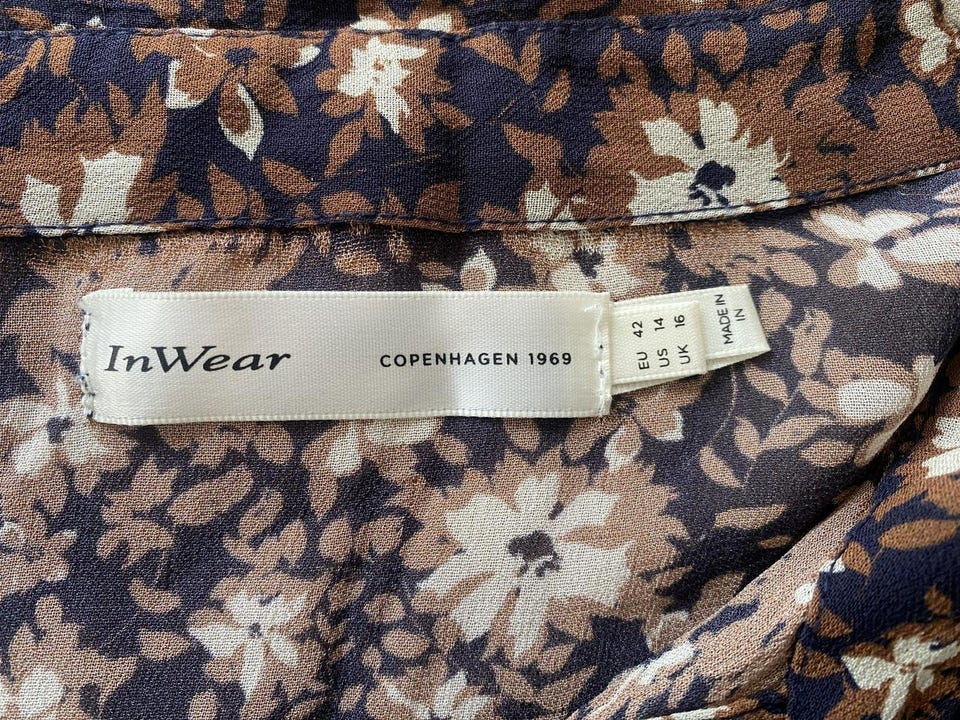 InWear
COPENHAGEN 1969
EU 42
US 14
UK 16
MADE IN
IN